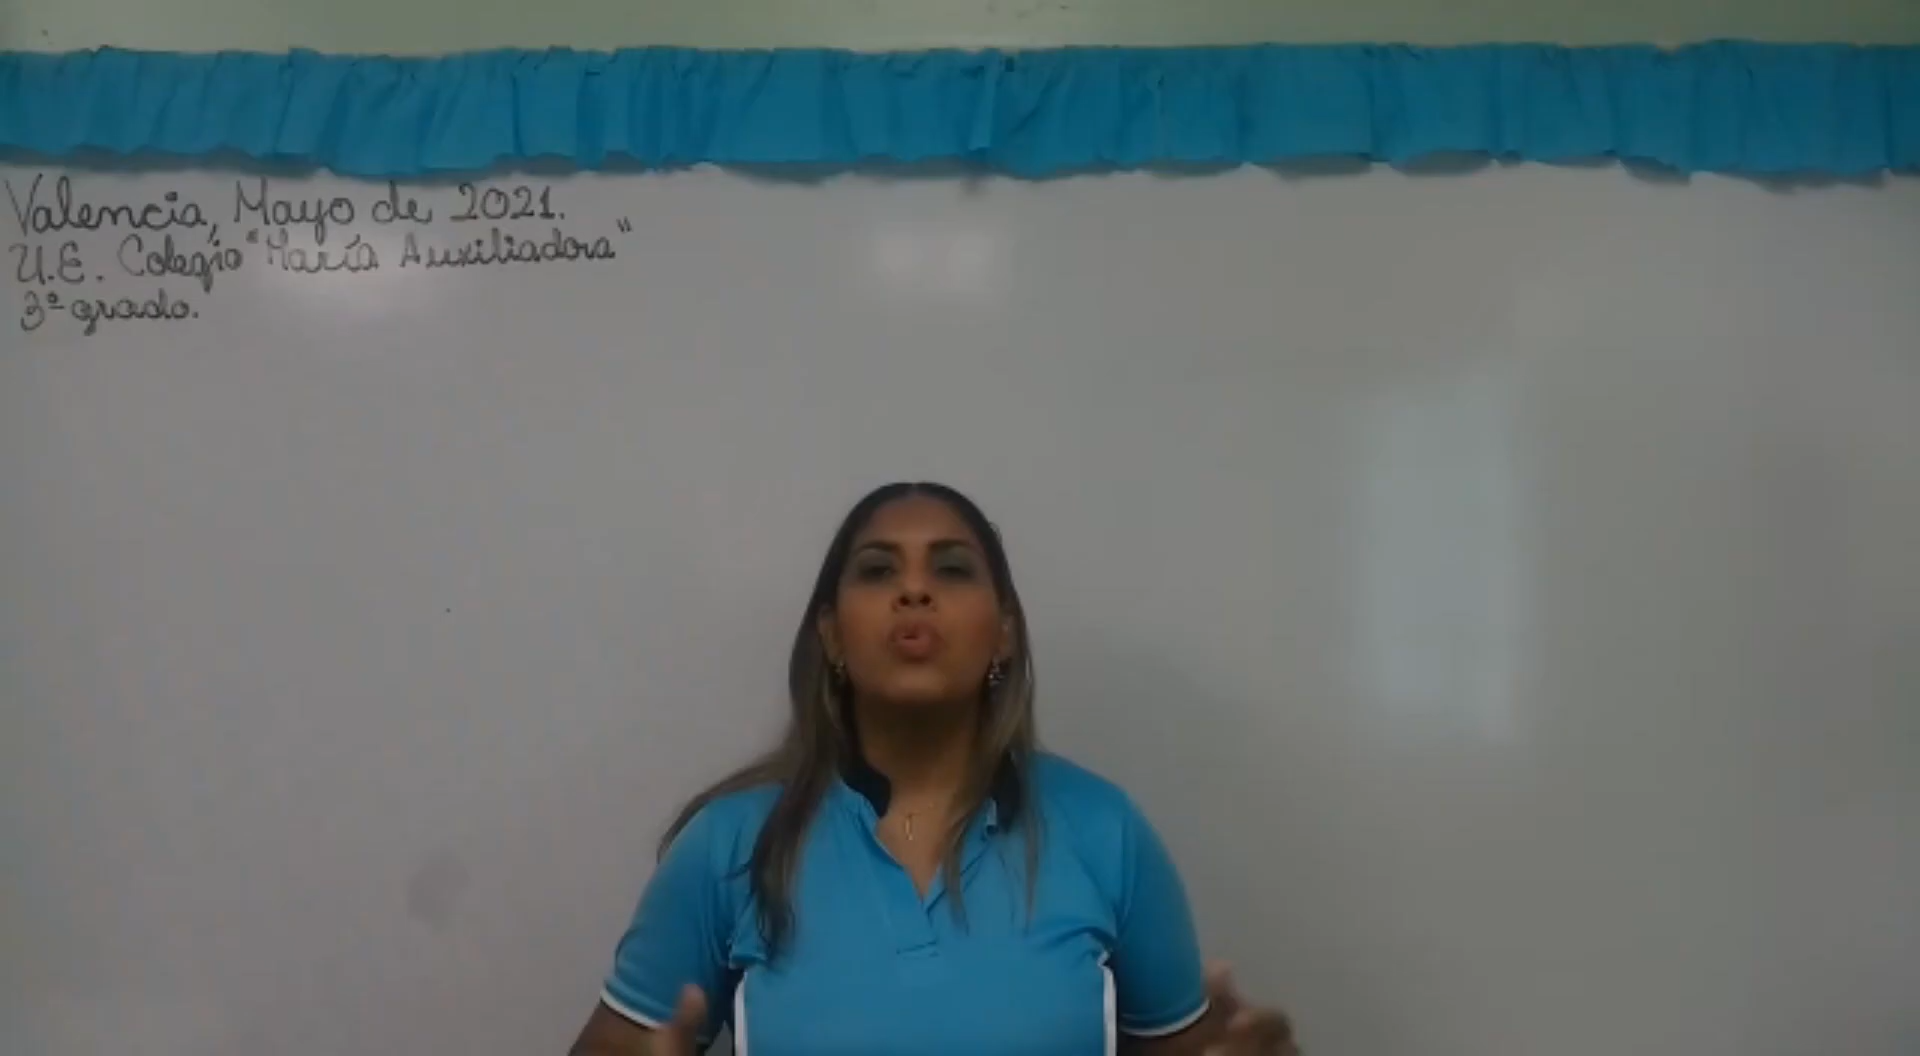 Valencia, Mayo de 2021.
U.E. Colegio "María Auxiliadora"
3º grado.